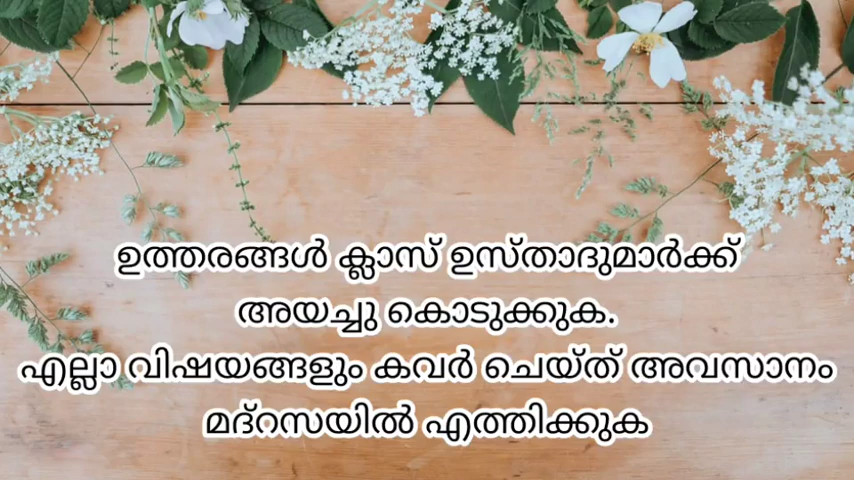 ഉത്തരങ്ങൾ ക്ലാസ് ഉസ്താദുമാർക്ക്
അയച്ചു കൊടുക്കുക.
എല്ലാ വിഷയങ്ങളും കവർ ചെയ്ത് അവസാനം
മദ്റസയിൽ എത്തിക്കുക